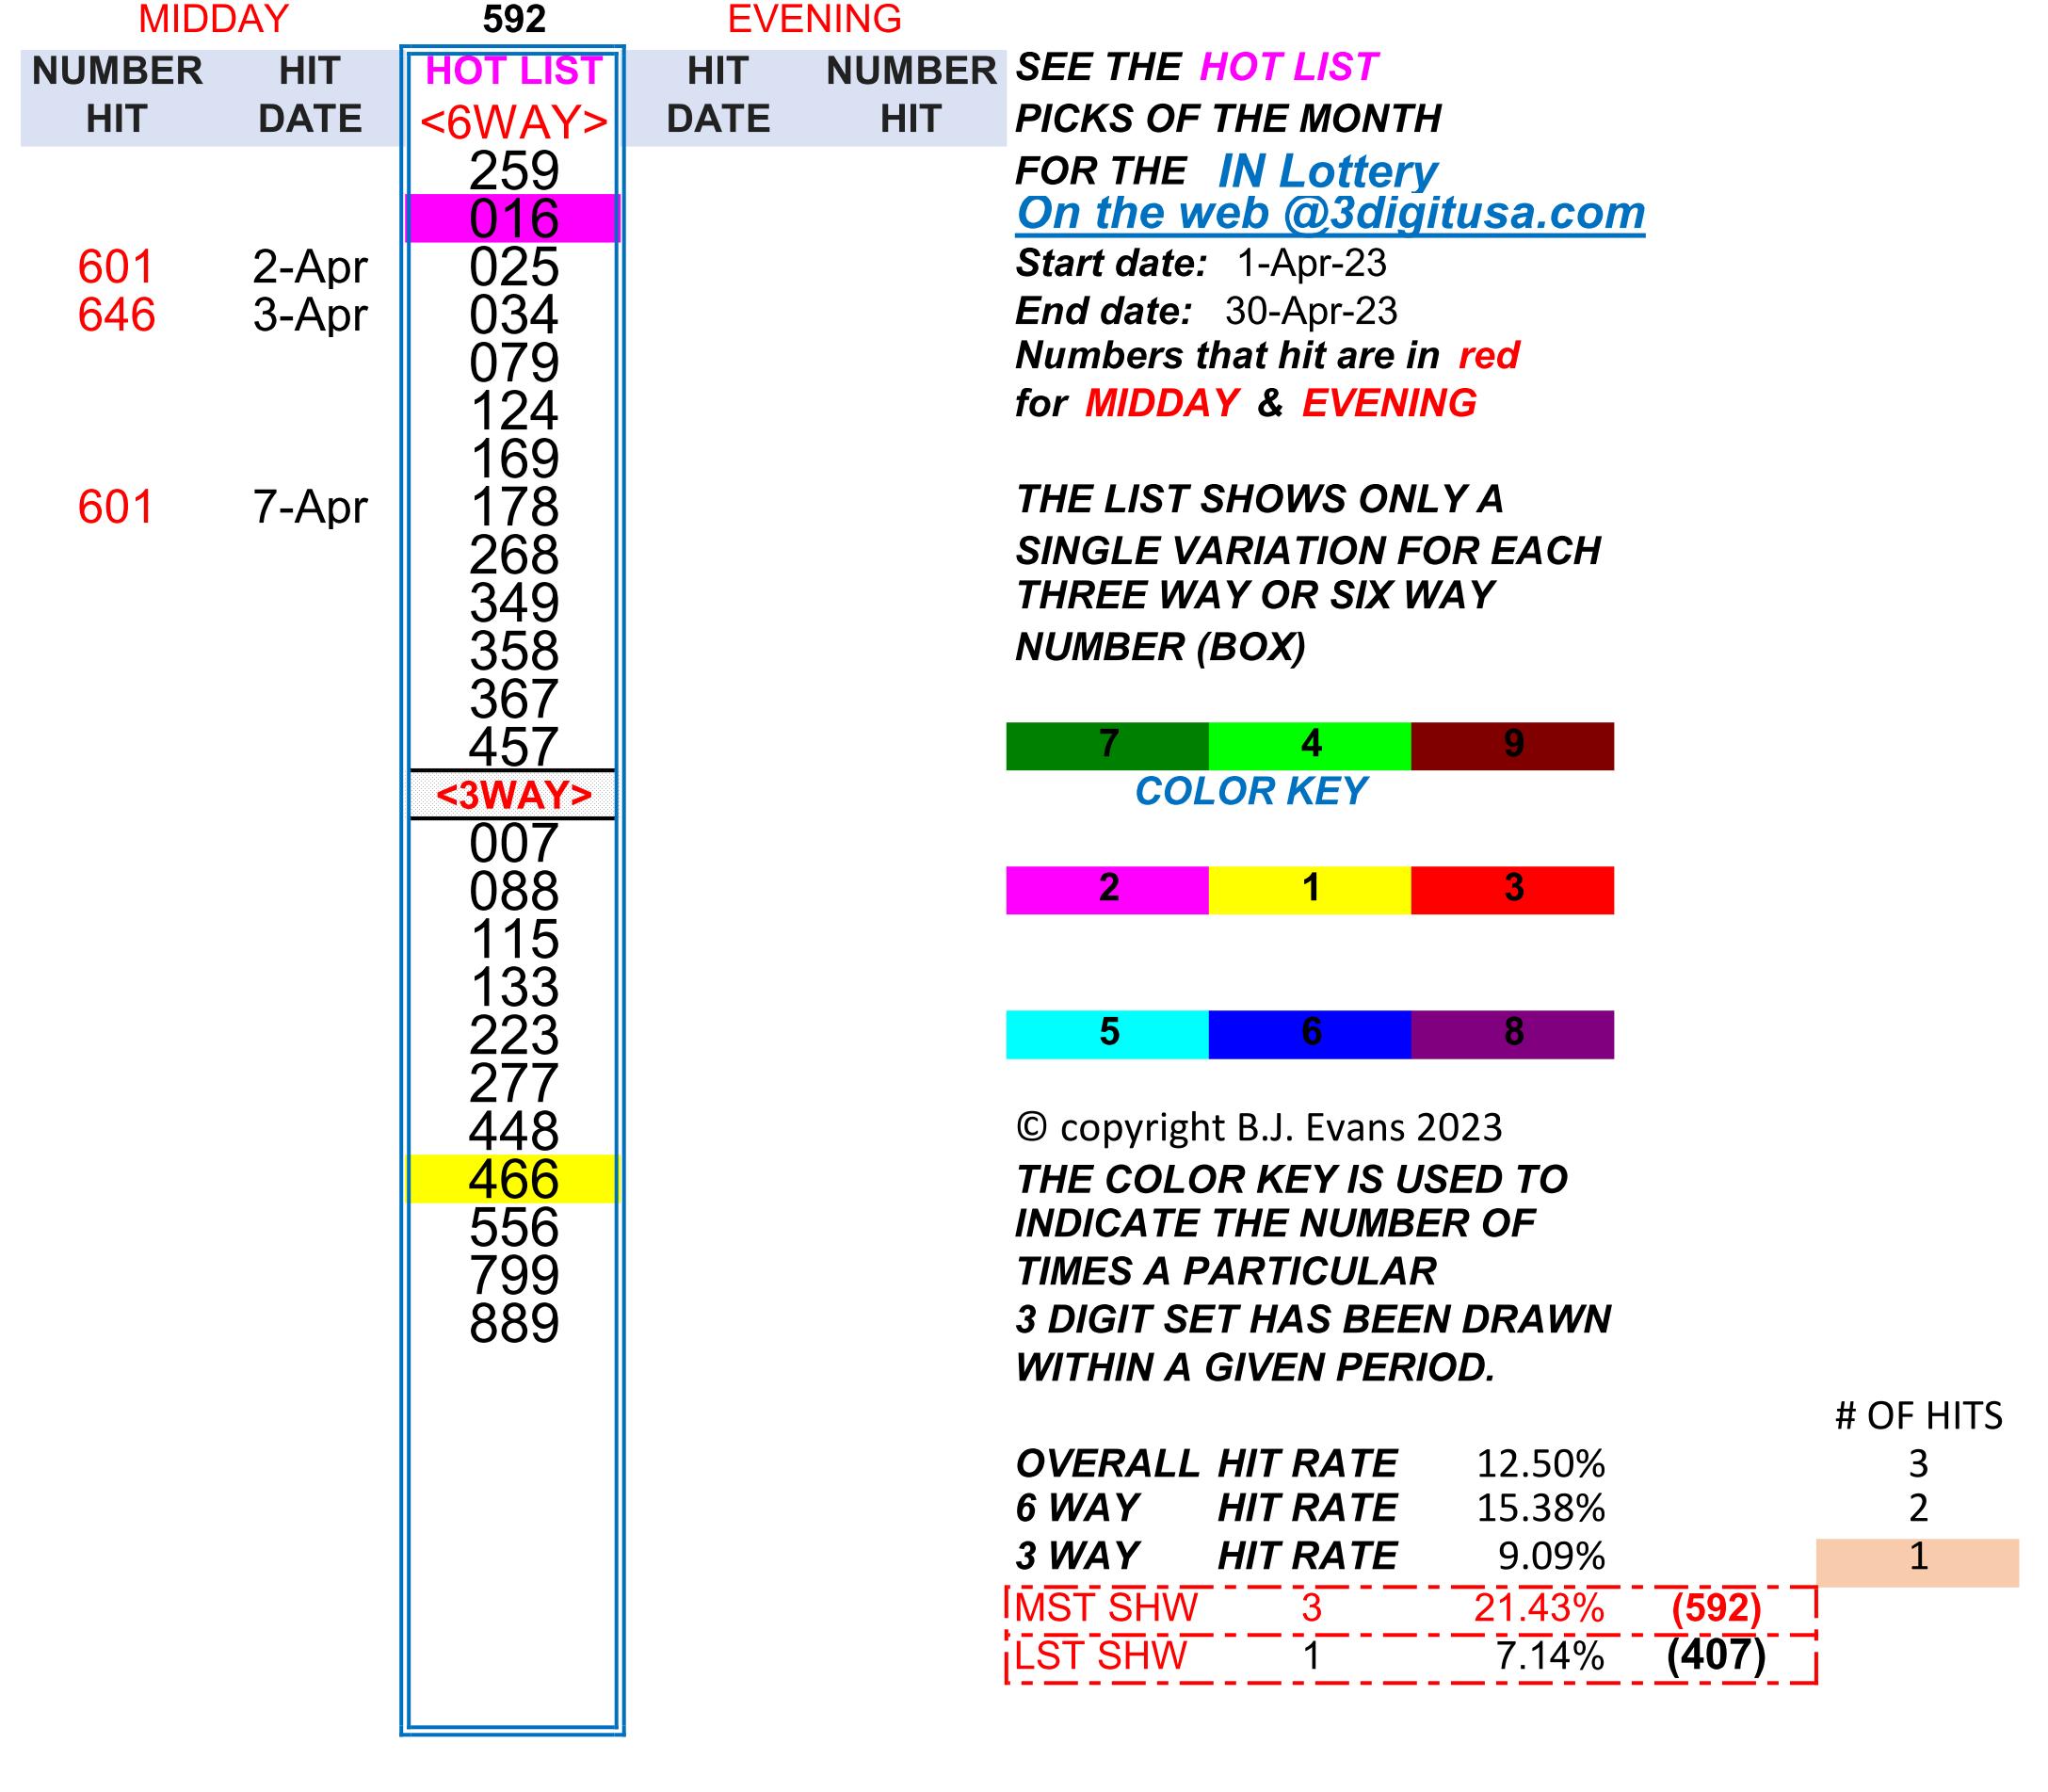 MIDDAY 592 EVENING
NUMBER HIT HOT LIST HIT NUMBER
HIT DATE <6WAY> DATE HIT
259
016
601 2-Apr 025
646 3-Apr 034
079
124
169
601 7-Apr 178
268
349
358
367
457
<3WAY>
007
088
115
133
223
277
448
466
556
799
889
SEE THE HOT LIST
PICKS OF THE MONTH
FOR THE IN Lottery
On the web @3digitusa.com
Start date: 1-Apr-23
End date: 30-Apr-23
Numbers that hit are in red
for MIDDAY & EVENING
THE LIST SHOWS ONLY A
SINGLE VARIATION FOR EACH
THREE WAY OR SIX WAY
NUMBER (BOX)
7 4 9
COLOR KEY
2 1 3
5 6 8
© copyright B.J. Evans 2023
THE COLOR KEY IS USED TO
INDICATE THE NUMBER OF
TIMES A PARTICULAR
3 DIGIT SET HAS BEEN DRAWN
WITHIN A GIVEN PERIOD.
# OF HITS
OVERALL HIT RATE 12.50% 3
6 WAY HIT RATE 15.38% 2
3 WAY HIT RATE 9.09% 1
MST SHW 3 21.43% (592)
LST SHW 1 7.14% (407)